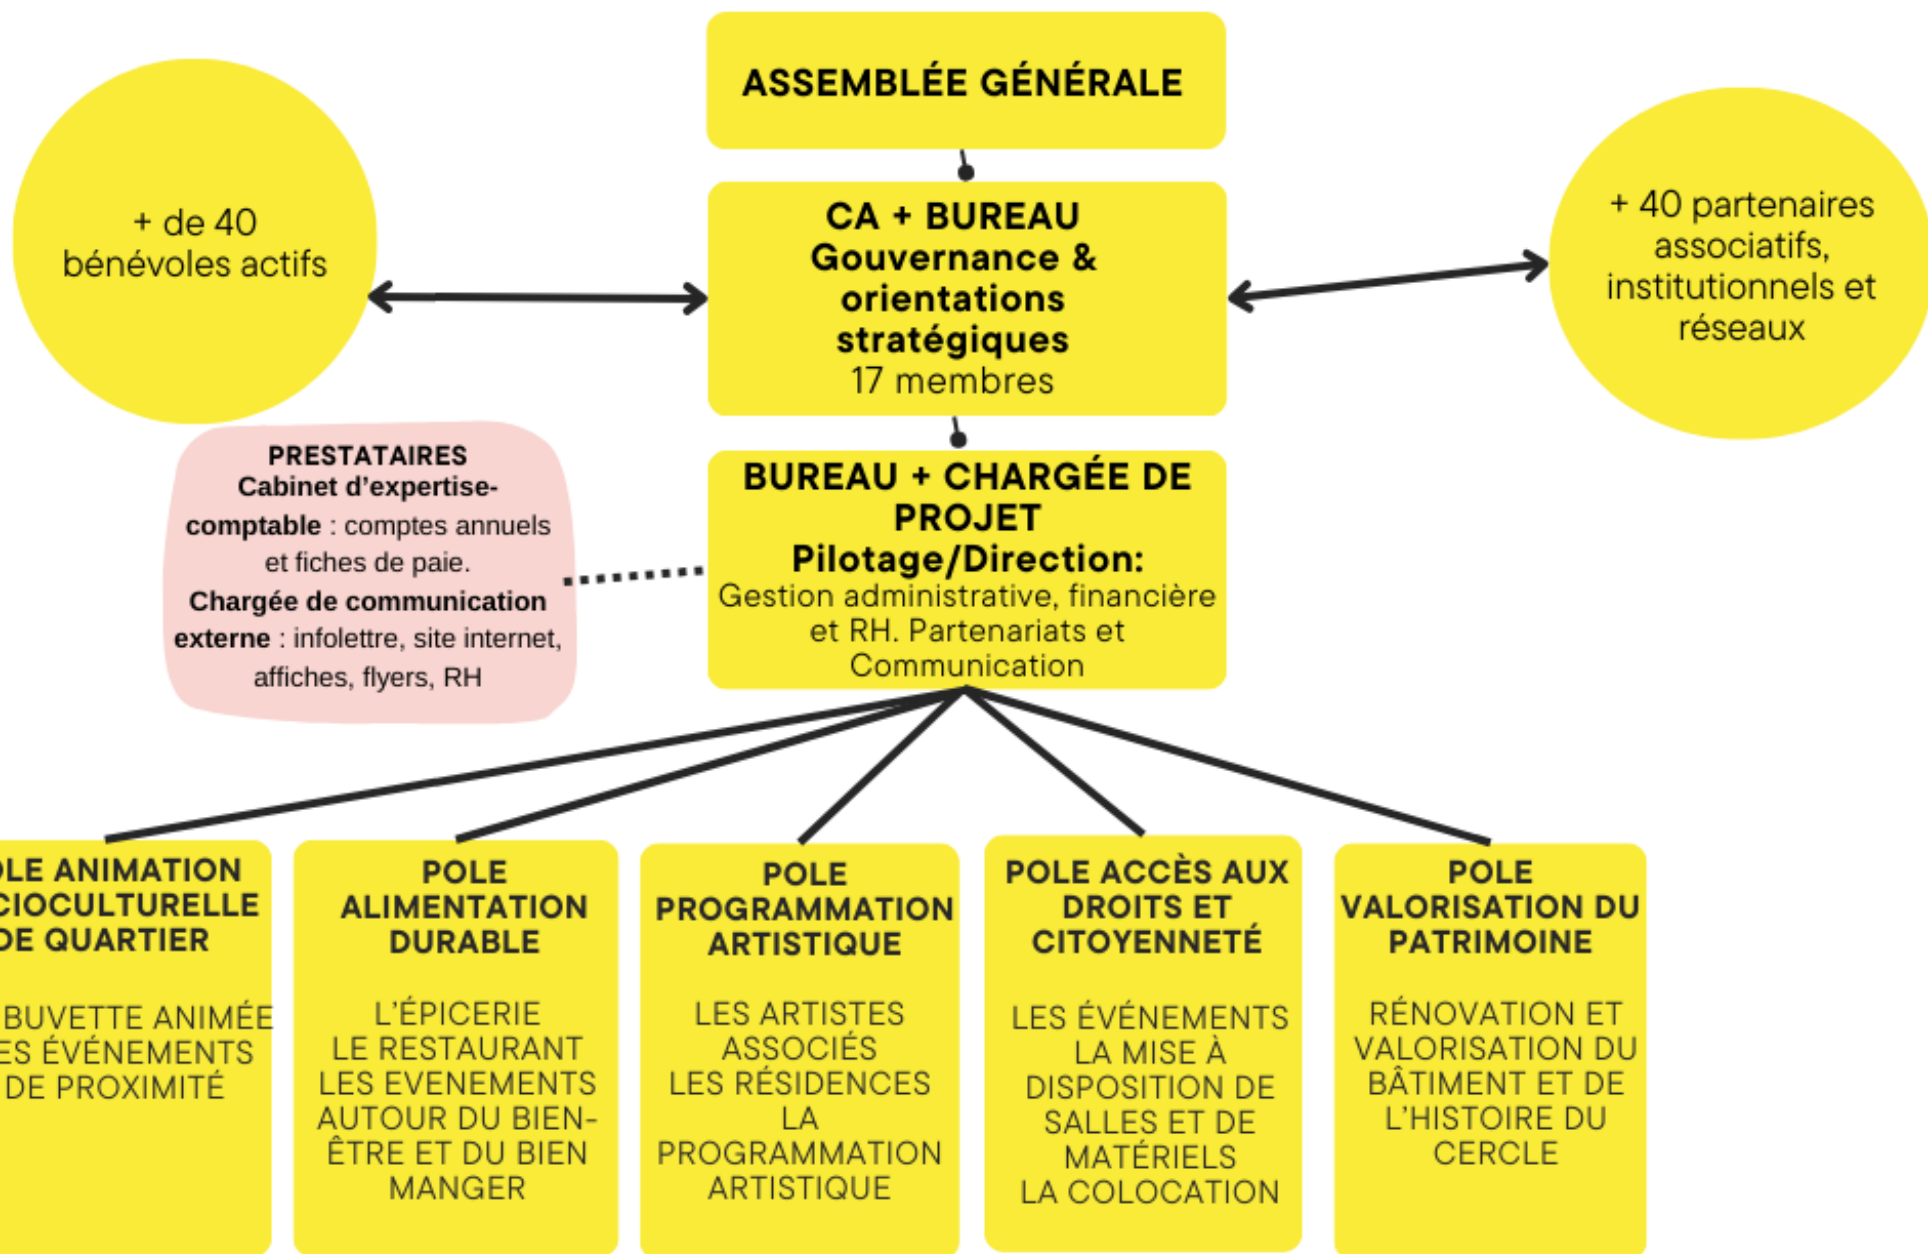 ASSEMBLÉE GÉNÉRALE
+ de 40
bénévoles actifs
CA + BUREAU
Gouvernance &
orientations
stratégiques
17 membres
+ 40 partenaires
associatifs,
institutionnels et
réseaux
PRESTATAIRES
Cabinet d'expertise-
comptable : comptes annuels
et fiches de paie.
Chargée de communication
externe : infolettre, site internet,
affiches, flyers, RH
BUREAU + CHARGÉE DE
PROJET
Pilotage/Direction:
Gestion administrative, financière
et RH. Partenariats et
Communication
OLE ANIMATION
CIOCULTURELLE
DE QUARTIER
BUVETTE ANIMÉE
ES ÉVÉNEMENTS
DE PROXIMITÉ
POLE
ALIMENTATION
DURABLE
L'ÉPICERIE
LE RESTAURANT
LES EVENEMENTS
AUTOUR DU BIEN-
ÊTRE ET DU BIEN
MANGER
POLE
PROGRAMMATION
ARTISTIQUE
LES ARTISTES
ASSOCIÉS
LES RÉSIDENCES
LA
PROGRAMMATION
ARTISTIQUE
POLE ACCÈS AUX
DROITS ET
CITOYENNETÉ
LES ÉVÉNEMENTS
LA MISE À
DISPOSITION DE
SALLES ET DE
MATÉRIELS
LA COLOCATION
POLE
VALORISATION DU
PATRIMOINE
RÉNOVATION ET
VALORISATION DU
BÂTIMENT ET DE
L'HISTOIRE DU
CERCLE